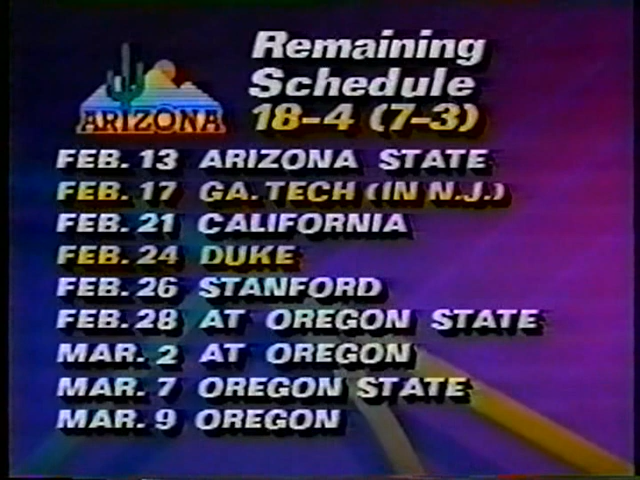 ARIZONA
Remaining
Schedule
18-4 (7-3)
FEB. 13 ARIZONA STATE
FEB. 17 GA. TECH (IN N.J.)
FEB. 21 CALIFORNIA
FEB. 24 DUKE
FEB. 26 STANFORD
FEB. 28 AT OREGON STATE
MAR. 2 AT OREGON
MAR. 7 OREGON STATE
MAR. 9 OREGON